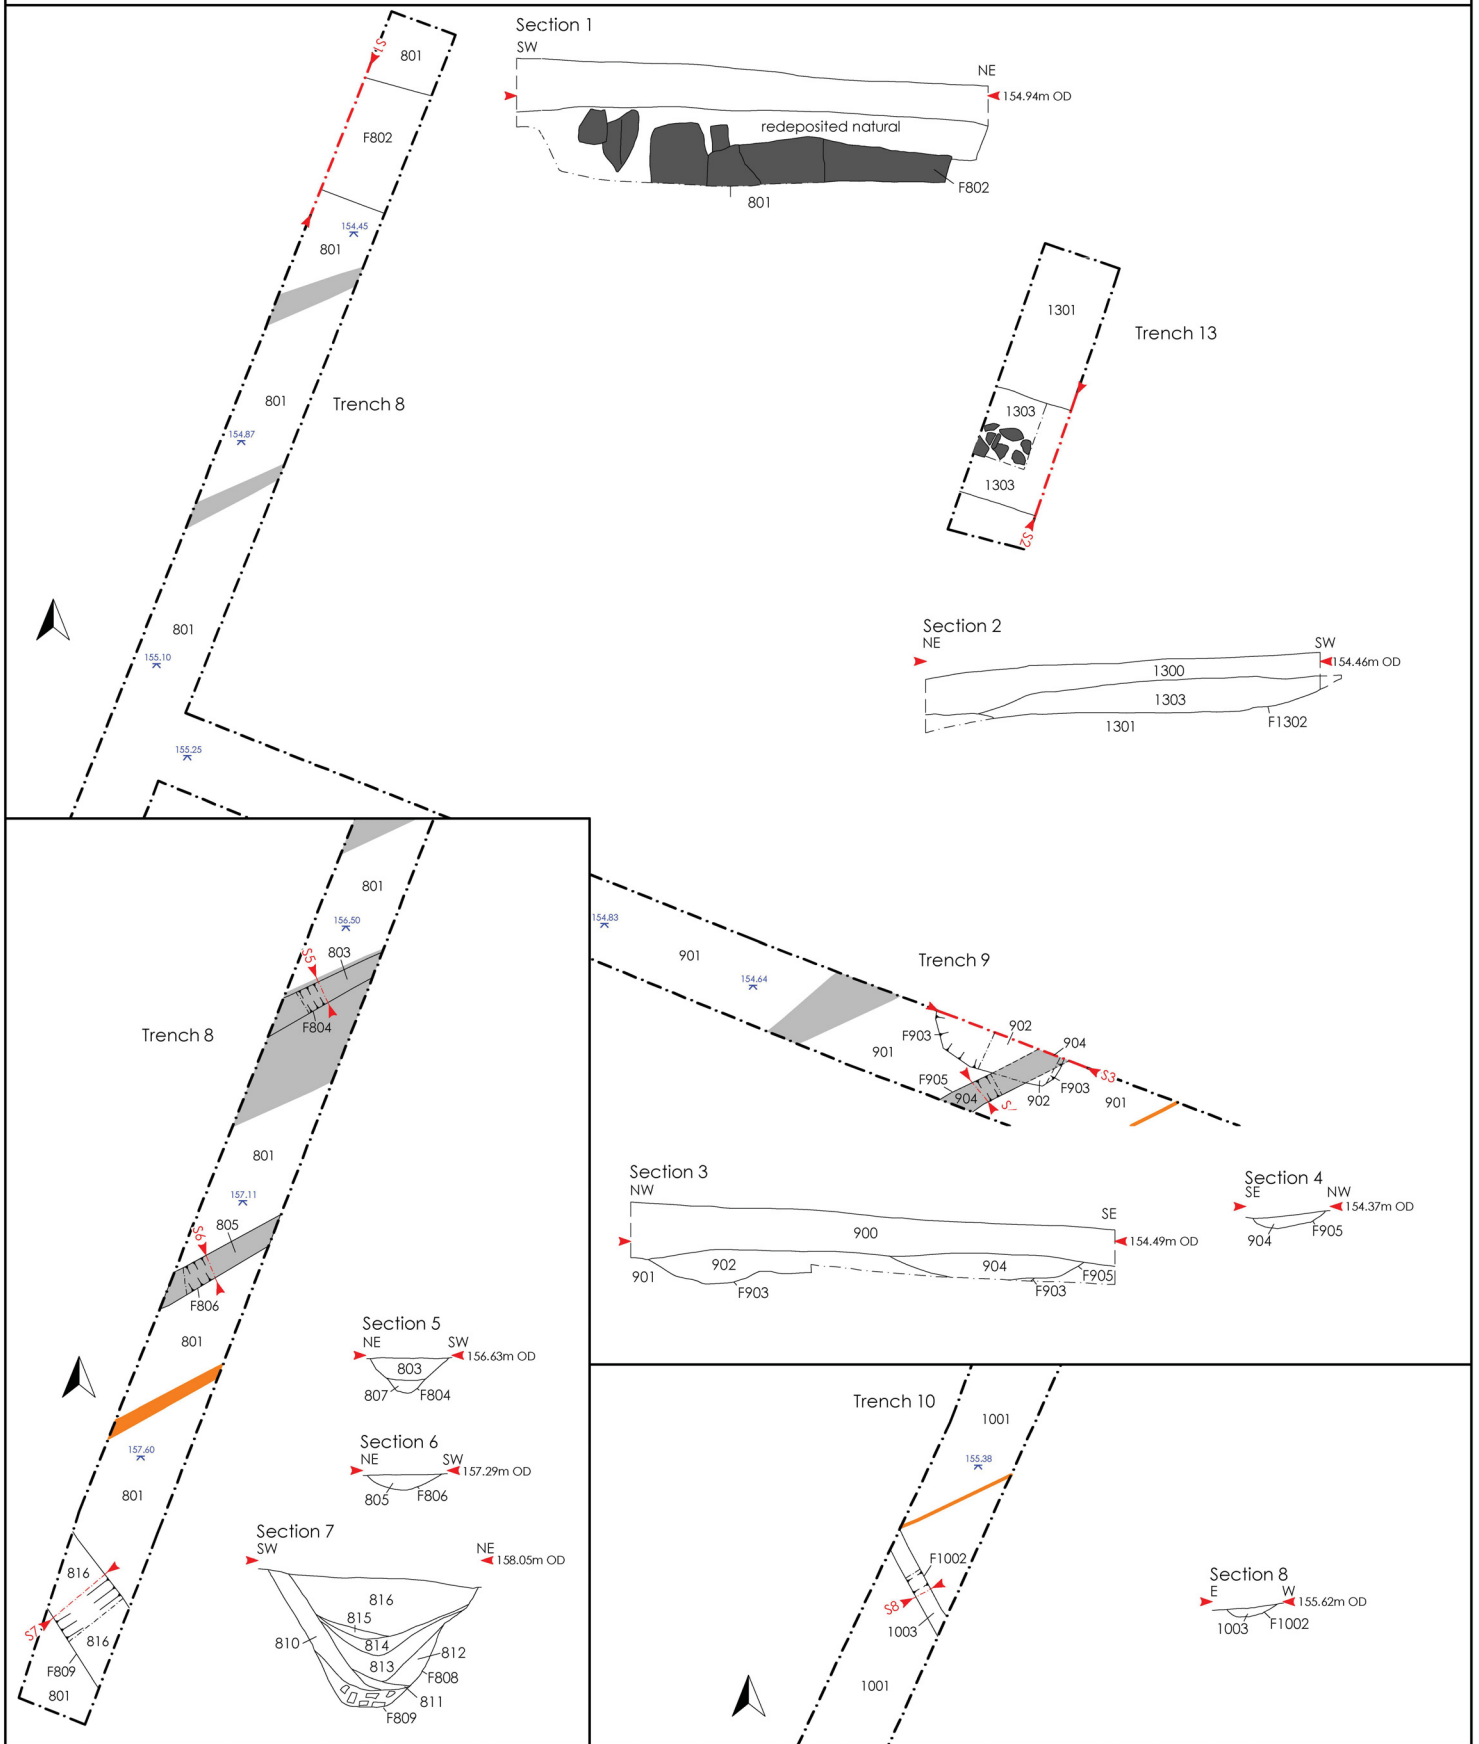 Section 1
SW
NE
154.94m OD
redeposited natural
F802
801
S1
801
F802
154.45
801
801
Trench 8
154.87
801
155.10
155.25
1301
Trench 13
1303
1303
S2
Section 2
NE
SW
154.46m OD
1300
1303
1301
F1302
801
156.50
S5
803
F804
Trench 8
801
157.11
S6
805
F806
801
157.60
801
816
S7
816
F809
801
Section 5
NE
SW
156.63m OD
803
807
F804
Section 6
NE
SW
157.29m OD
805
F806
Section 7
SW
NE
158.05m OD
816
815
814
810
813
812
F808
811
F809
154.83
901
Trench 9
154.64
901
F903
902
904
S3
F905
904
902
F903
901
Section 3
NW
SE
900
154.49m OD
902
904
901
F903
F903
F905
Section 4
SE
NW
154.37m OD
904
F905
Trench 10
1001
155.38
F1002
S8
1003
1001
Section 8
E
W
155.62m OD
1003
F1002